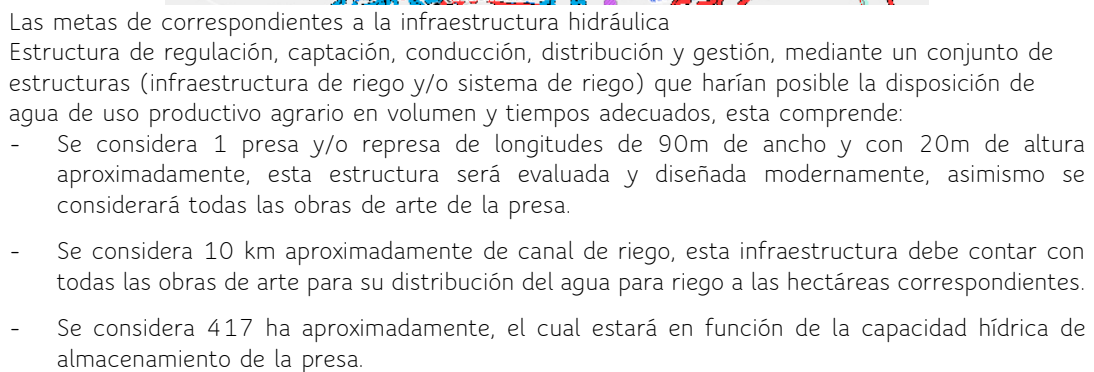 Las metas de correspondientes a la infraestructura hidráulica
Estructura de regulación, captación, conducción, distribución y gestión, mediante un conjunto de
estructuras (infraestructura de riego y/o sistema de riego) que harían posible la disposición de
agua de uso productivo agrario en volumen y tiempos adecuados, esta comprende:
- Se considera 1 presa y/o represa de longitudes de 90m de ancho y con 20m de altura
aproximadamente, esta estructura será evaluada y diseñada modernamente, asimismo se
considerará todas las obras de arte de la presa.
- Se considera 10 km aproximadamente de canal de riego, esta infraestructura debe contar con
todas las obras de arte para su distribución del agua para riego a las hectáreas correspondientes.
- Se considera 417 ha aproximadamente, el cual estará en función de la capacidad hídrica de
almacenamiento de la presa.